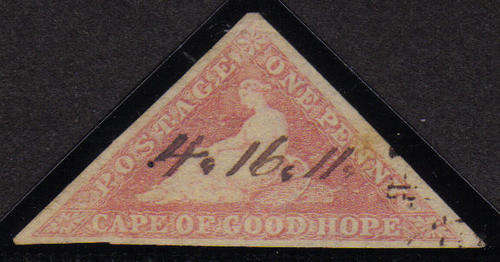 POSTAGE
ONE PENNY
4.16.11.
CAPE OF GOOD HOPE